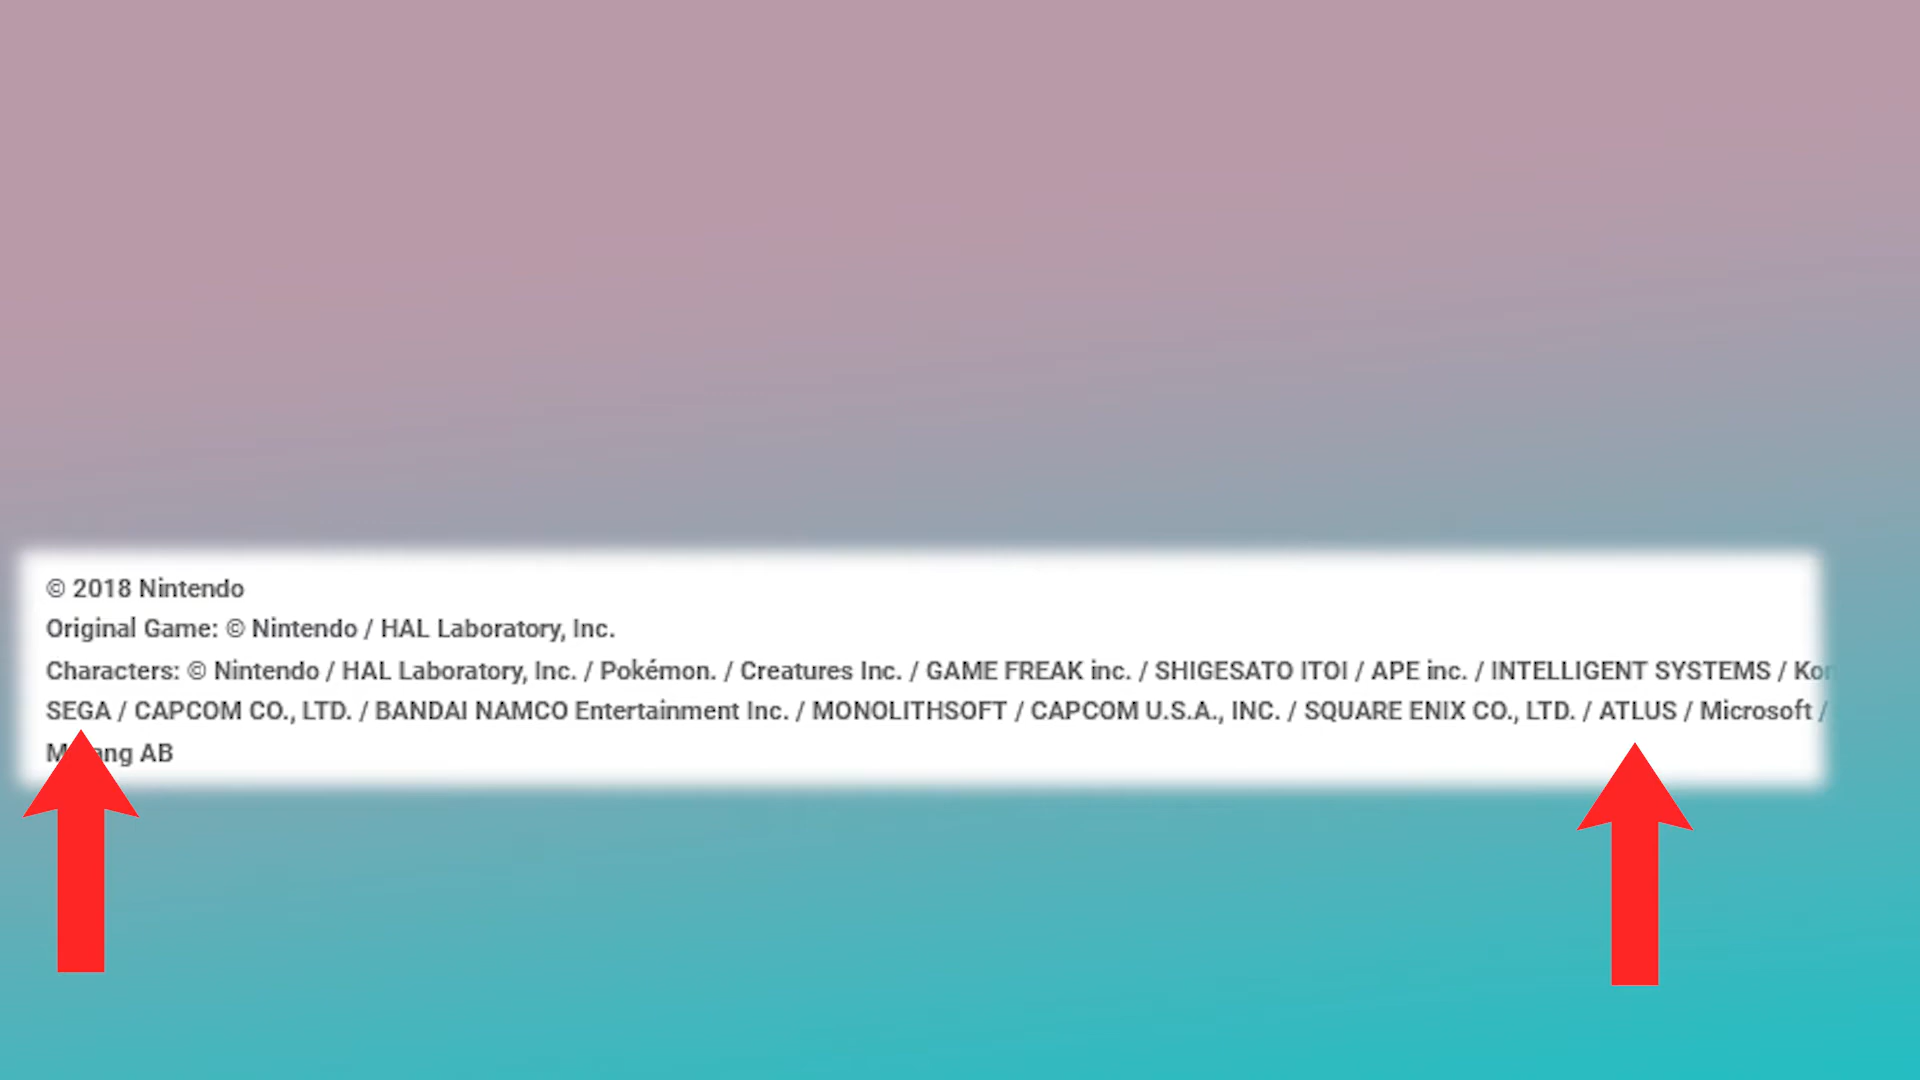 © 2018 Nintendo
Original Game: © Nintendo / HAL Laboratory, Inc.
Characters: © Nintendo / HAL Laboratory, Inc. / Pokémon. / Creatures Inc. / GAME FREAK inc. / SHIGESATO ITOI / APE inc. / INTELLIGENT SYSTEMS /
SEGA / CAPCOM CO., LTD. / BANDAI NAMCO Entertainment Inc. / MONOLITHSOFT / CAPCOM U.S.A., INC. / SQUARE ENIX CO., LTD. / ATLUS / Microsoft /
AB